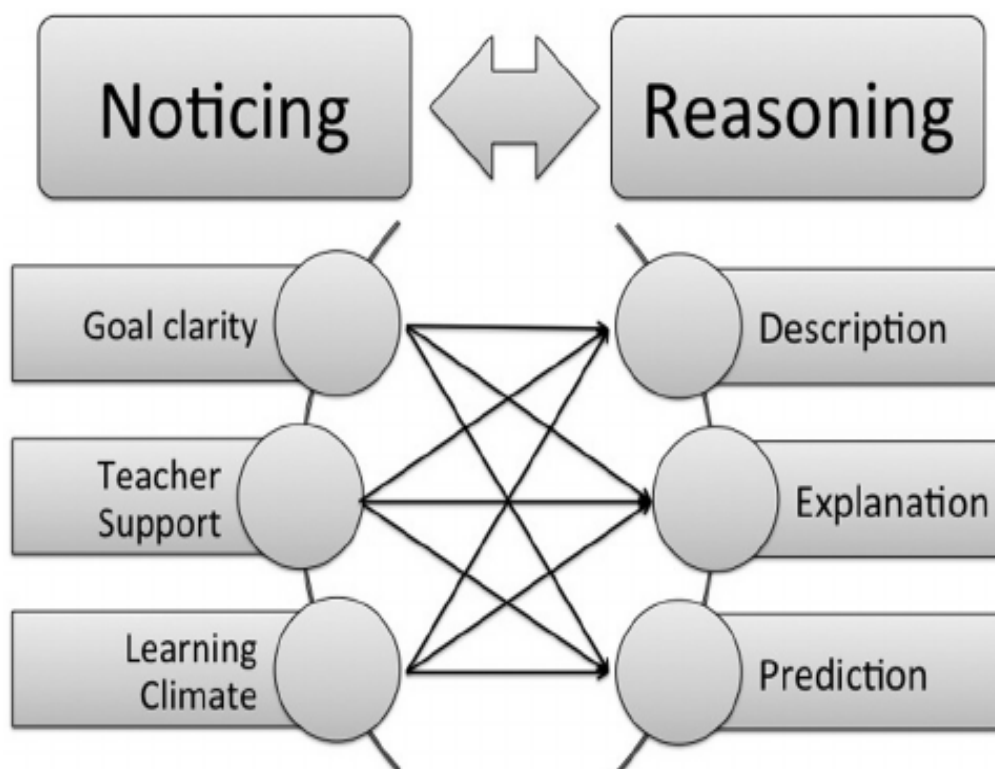 Noticing
Reasoning
Goal clarity
Description
Teacher
Support
Explanation
Learning
Climate
Prediction